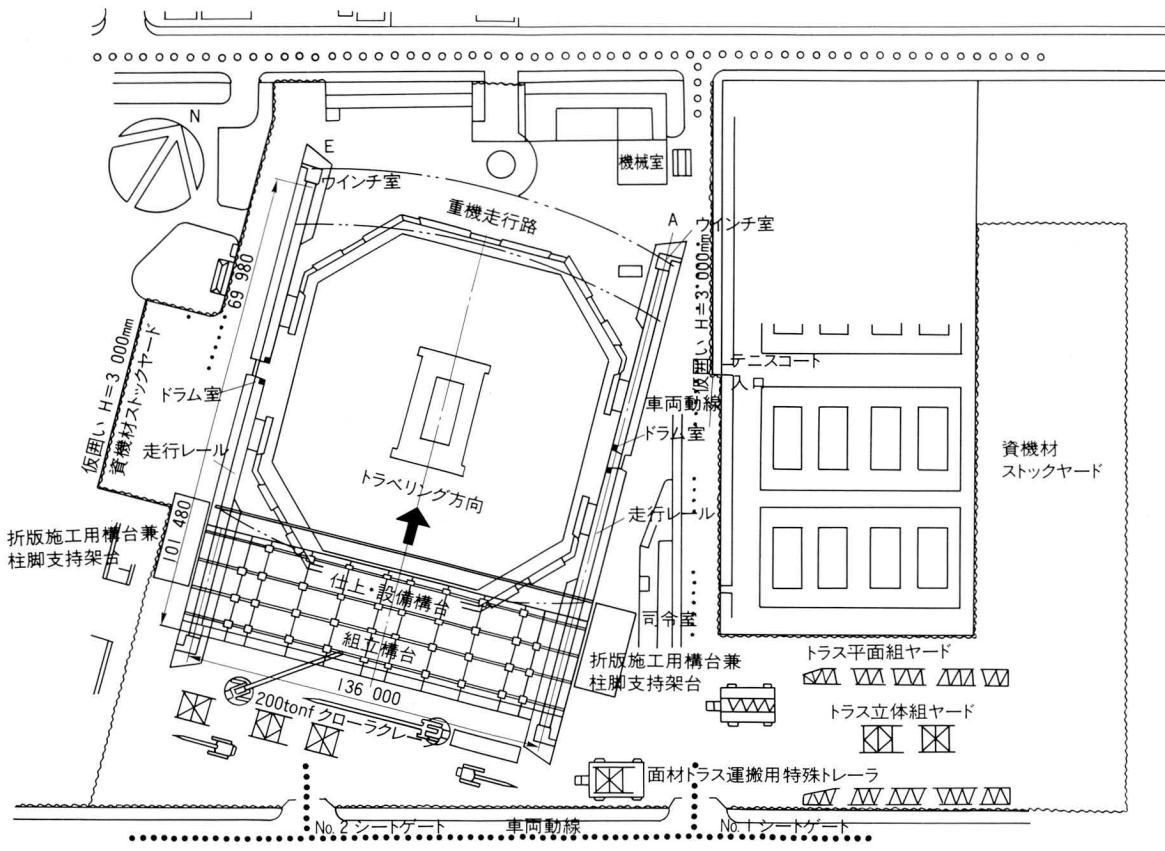 N
E
ウインチ室
機械室
重機走行路
A
ウインチ室
69 980
仮囲い H=3 000mm
資機材ストックヤード
仮囲い H=3 000mm
テニスコート
入口
ドラム室
車両動線
ドラム室
走行レール
トラベリング方向
資機材
ストックヤード
走行レール
101 480
折版施工用構台兼
柱脚支持架台
仕上・設備構台
司令室
組立構台
折版施工用構台兼
柱脚支持架台
トラス平面組ヤード
136 000
200tonfクローラクレーン
トラス立体組ヤード
面材トラス運搬用特殊トレーラ
No.2 シートゲート
車両動線
No.1 シートゲート